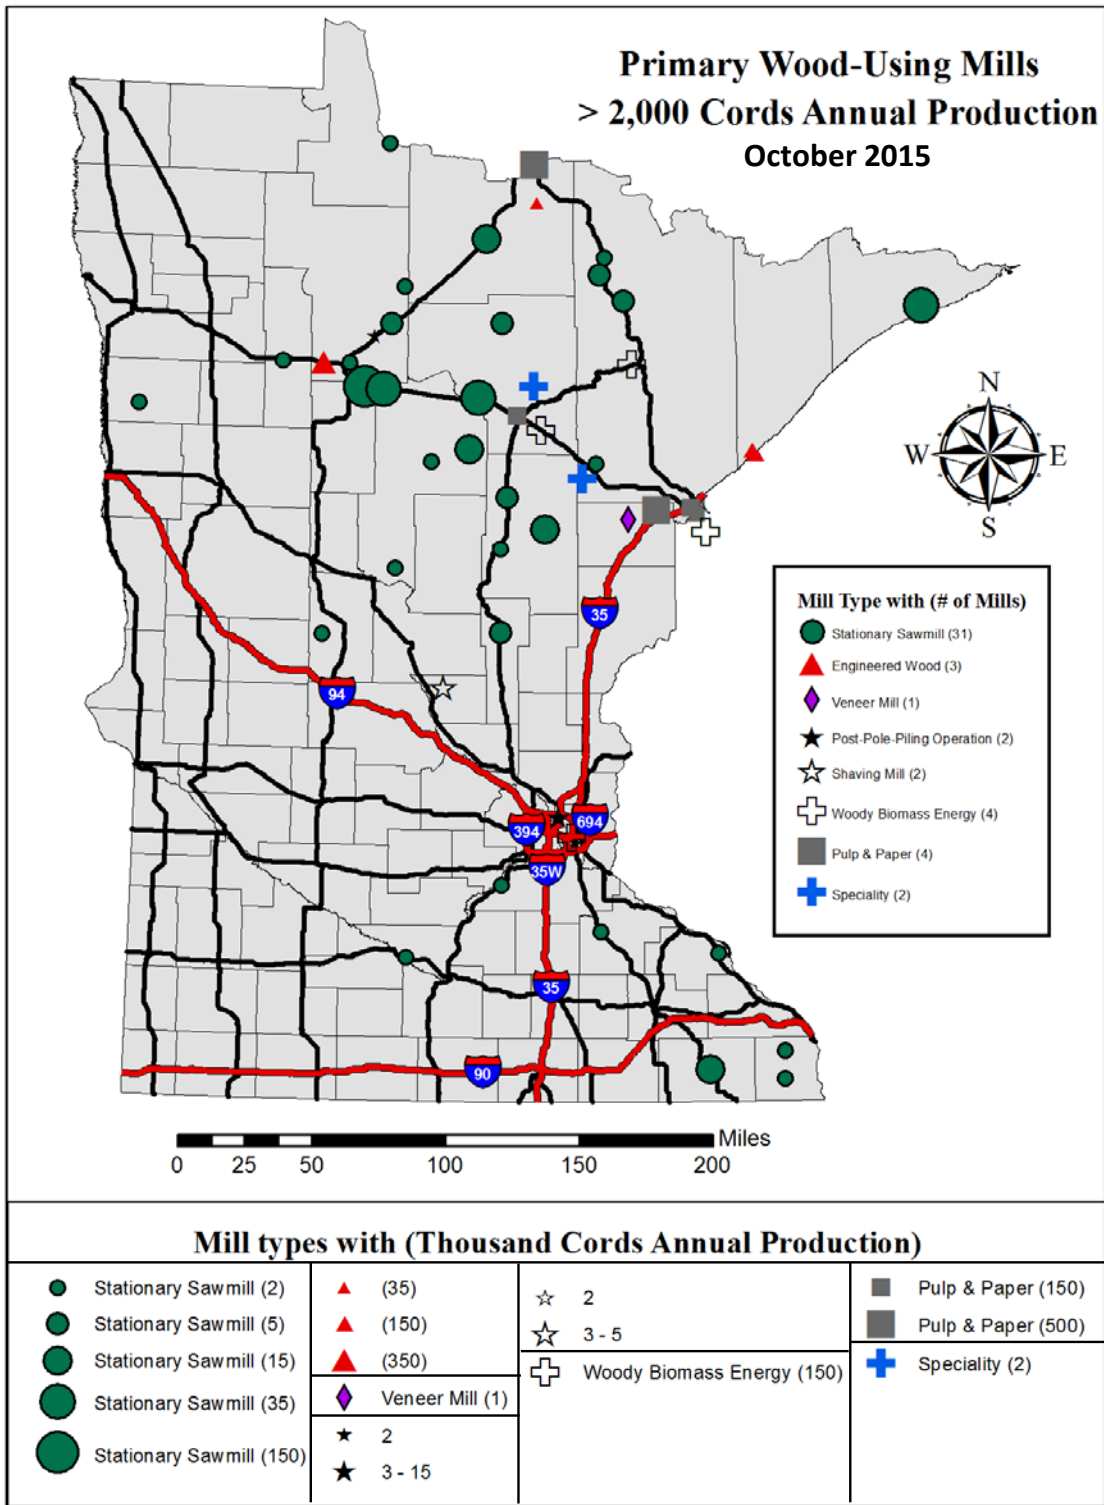 Primary Wood-Using Mills
> 2,000 Cords Annual Production
October 2015
N
W E
S
Mill Type with (# of Mills)
Stationary Sawmill (31)
Engineered Wood (3)
Veneer Mill (1)
Post-Pole-Piling Operation (2)
Shaving Mill (2)
Woody Biomass Energy (4)
Pulp & Paper (4)
Speciality (2)
35
94
394
694
35W
35
90
Miles
0 25 50 100 150 200
Mill types with (Thousand Cords Annual Production)
Stationary Sawmill (2)
Stationary Sawmill (5)
Stationary Sawmill (15)
Stationary Sawmill (35)
Stationary Sawmill (150)
(35)
(150)
(350)
Veneer Mill (1)
2
3 - 15
2
3 - 5
Woody Biomass Energy (150)
Pulp & Paper (150)
Pulp & Paper (500)
Speciality (2)